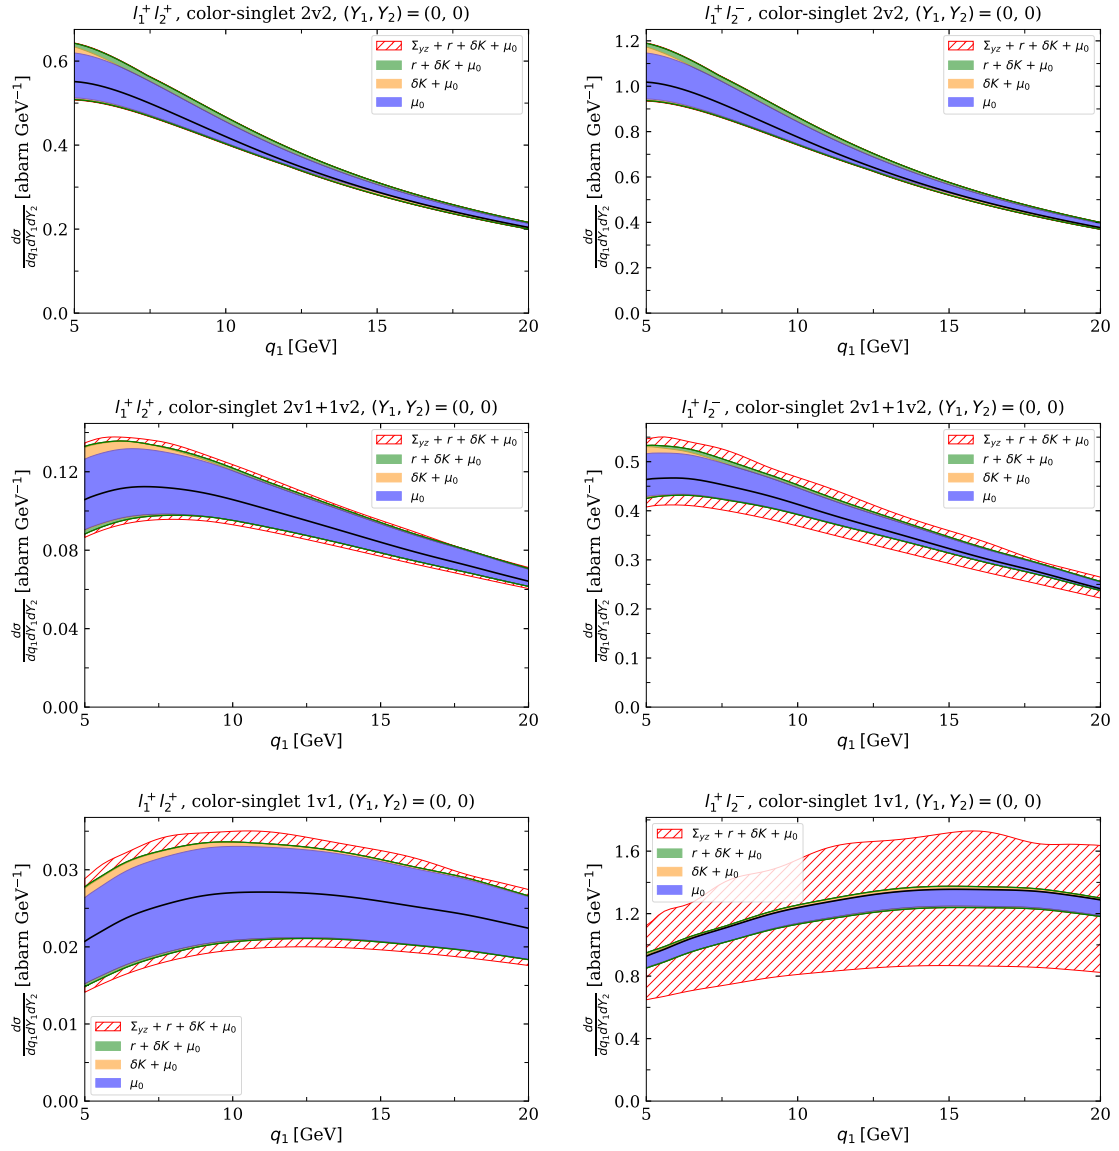 l₁⁺l₂⁺, color-singlet 2v2, (Y₁, Y₂) = (0, 0)
Σ_yz + r + δK + μ₀
r + δK + μ₀
δK + μ₀
μ₀
dσ/dq₁dY₁dY₂ [abarn GeV⁻¹]
0.6
0.4
0.2
0.0
5 10 15 20
q₁ [GeV]
l₁⁺l₂⁻, color-singlet 2v2, (Y₁, Y₂) = (0, 0)
Σ_yz + r + δK + μ₀
r + δK + μ₀
δK + μ₀
μ₀
dσ/dq₁dY₁dY₂ [abarn GeV⁻¹]
1.2
1.0
0.8
0.6
0.4
0.2
0.0
5 10 15 20
q₁ [GeV]
l₁⁺l₂⁺, color-singlet 2v1+1v2, (Y₁, Y₂) = (0, 0)
Σ_yz + r + δK + μ₀
r + δK + μ₀
δK + μ₀
μ₀
dσ/dq₁dY₁dY₂ [abarn GeV⁻¹]
0.12
0.08
0.04
0.00
5 10 15 20
q₁ [GeV]
l₁⁺l₂⁻, color-singlet 2v1+1v2, (Y₁, Y₂) = (0, 0)
Σ_yz + r + δK + μ₀
r + δK + μ₀
δK + μ₀
μ₀
dσ/dq₁dY₁dY₂ [abarn GeV⁻¹]
0.5
0.4
0.3
0.2
0.1
0.0
5 10 15 20
q₁ [GeV]
l₁⁺l₂⁺, color-singlet 1v1, (Y₁, Y₂) = (0, 0)
dσ/dq₁dY₁dY₂ [abarn GeV⁻¹]
0.03
0.02
0.01
0.00
Σ_yz + r + δK + μ₀
r + δK + μ₀
δK + μ₀
μ₀
5 10 15 20
q₁ [GeV]
l₁⁺l₂⁻, color-singlet 1v1, (Y₁, Y₂) = (0, 0)
Σ_yz + r + δK + μ₀
r + δK + μ₀
δK + μ₀
μ₀
dσ/dq₁dY₁dY₂ [abarn GeV⁻¹]
1.6
1.2
0.8
0.4
0.0
5 10 15 20
q₁ [GeV]